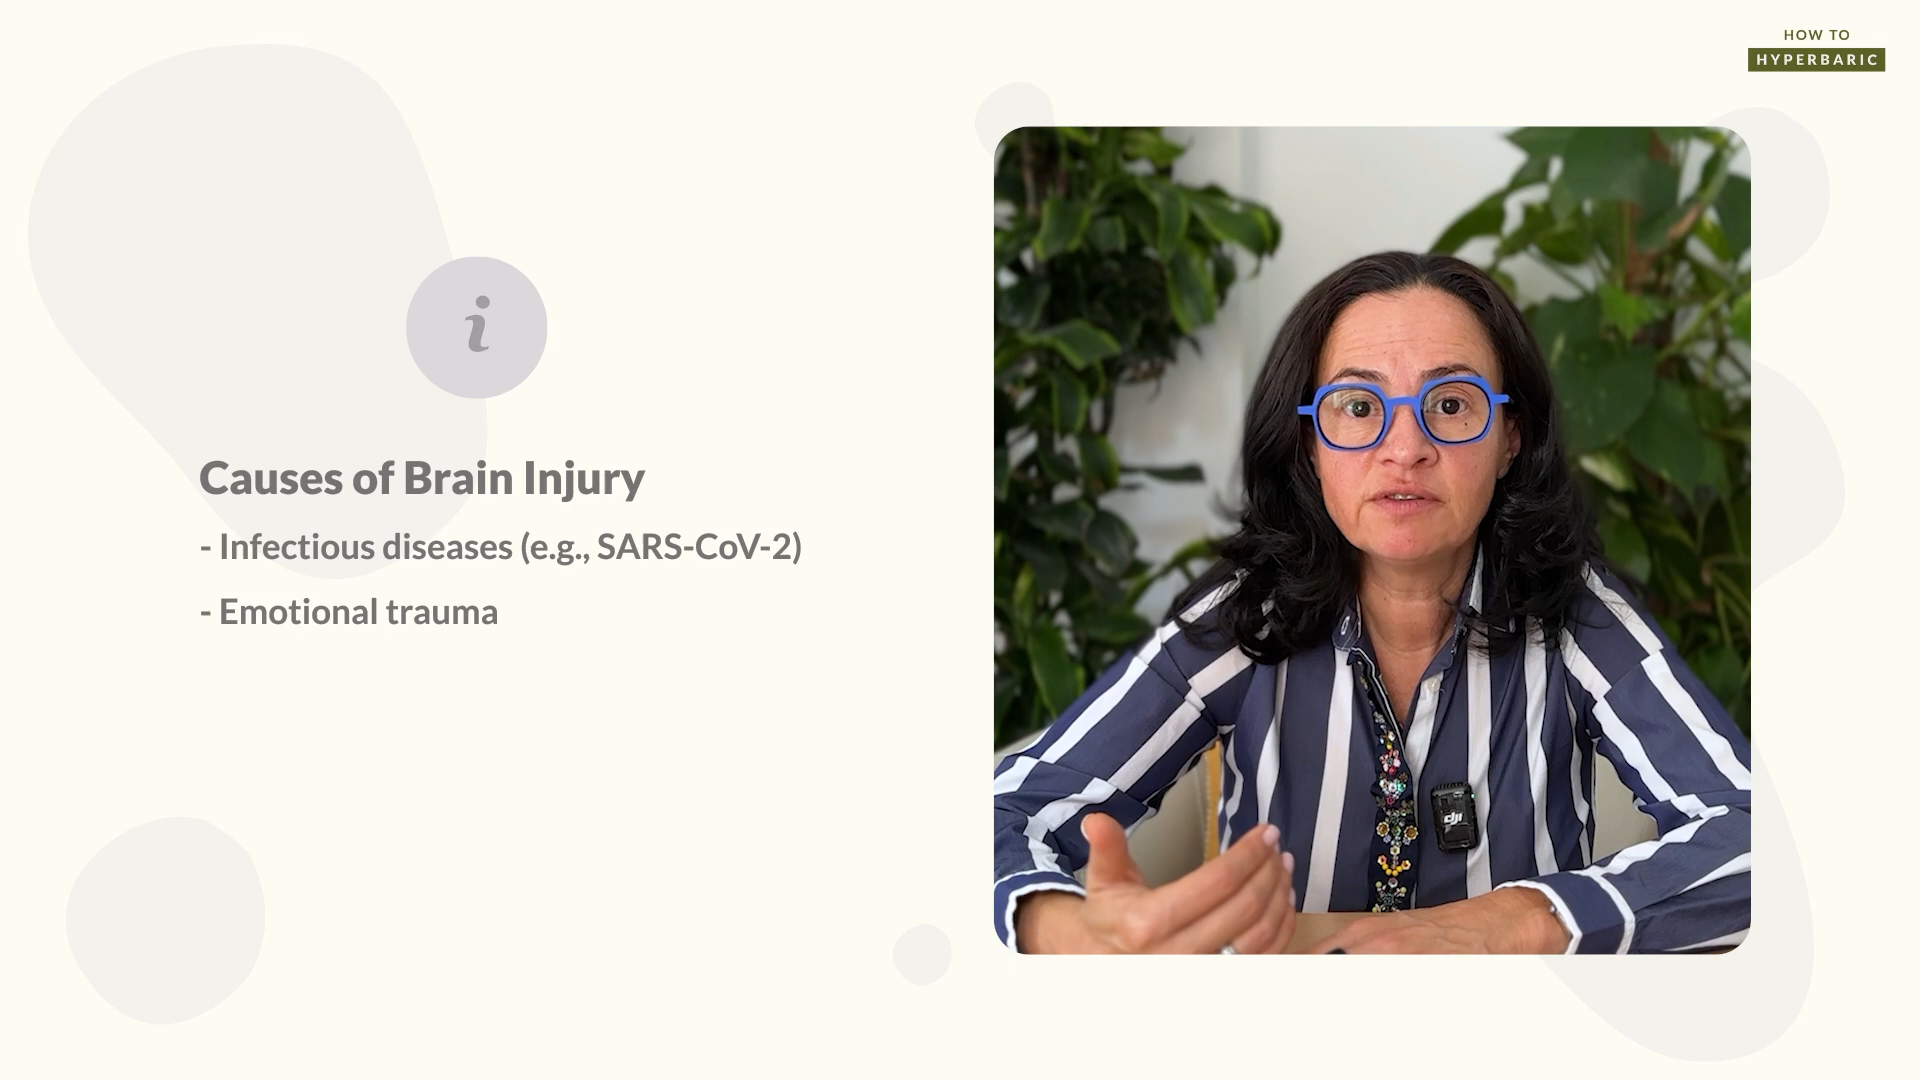 HOW TO
HYPERBARIC
i
Causes of Brain Injury
- Infectious diseases (e.g., SARS-CoV-2)
- Emotional trauma
dji